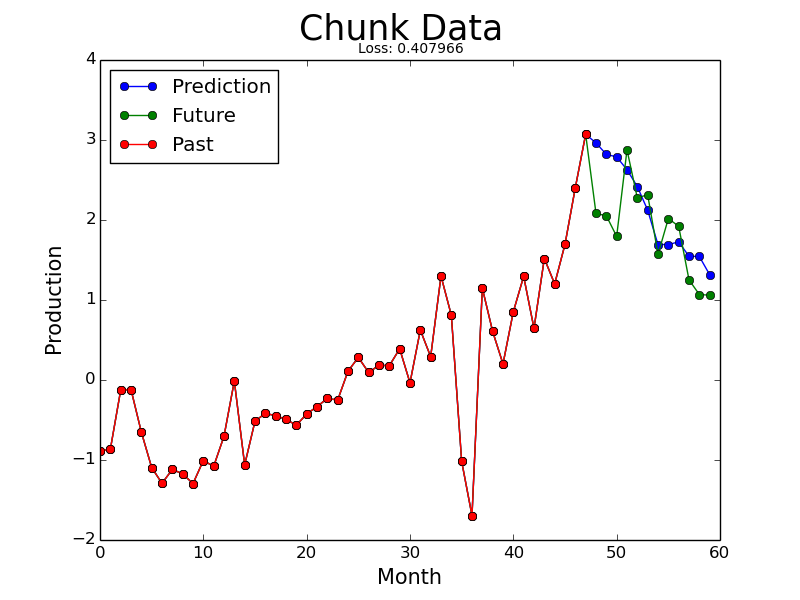 Chunk Data
Loss: 0.407966
Prediction
Future
Past
Production
4
3
2
1
0
−1
−2
0 10 20 30 40 50 60
Month